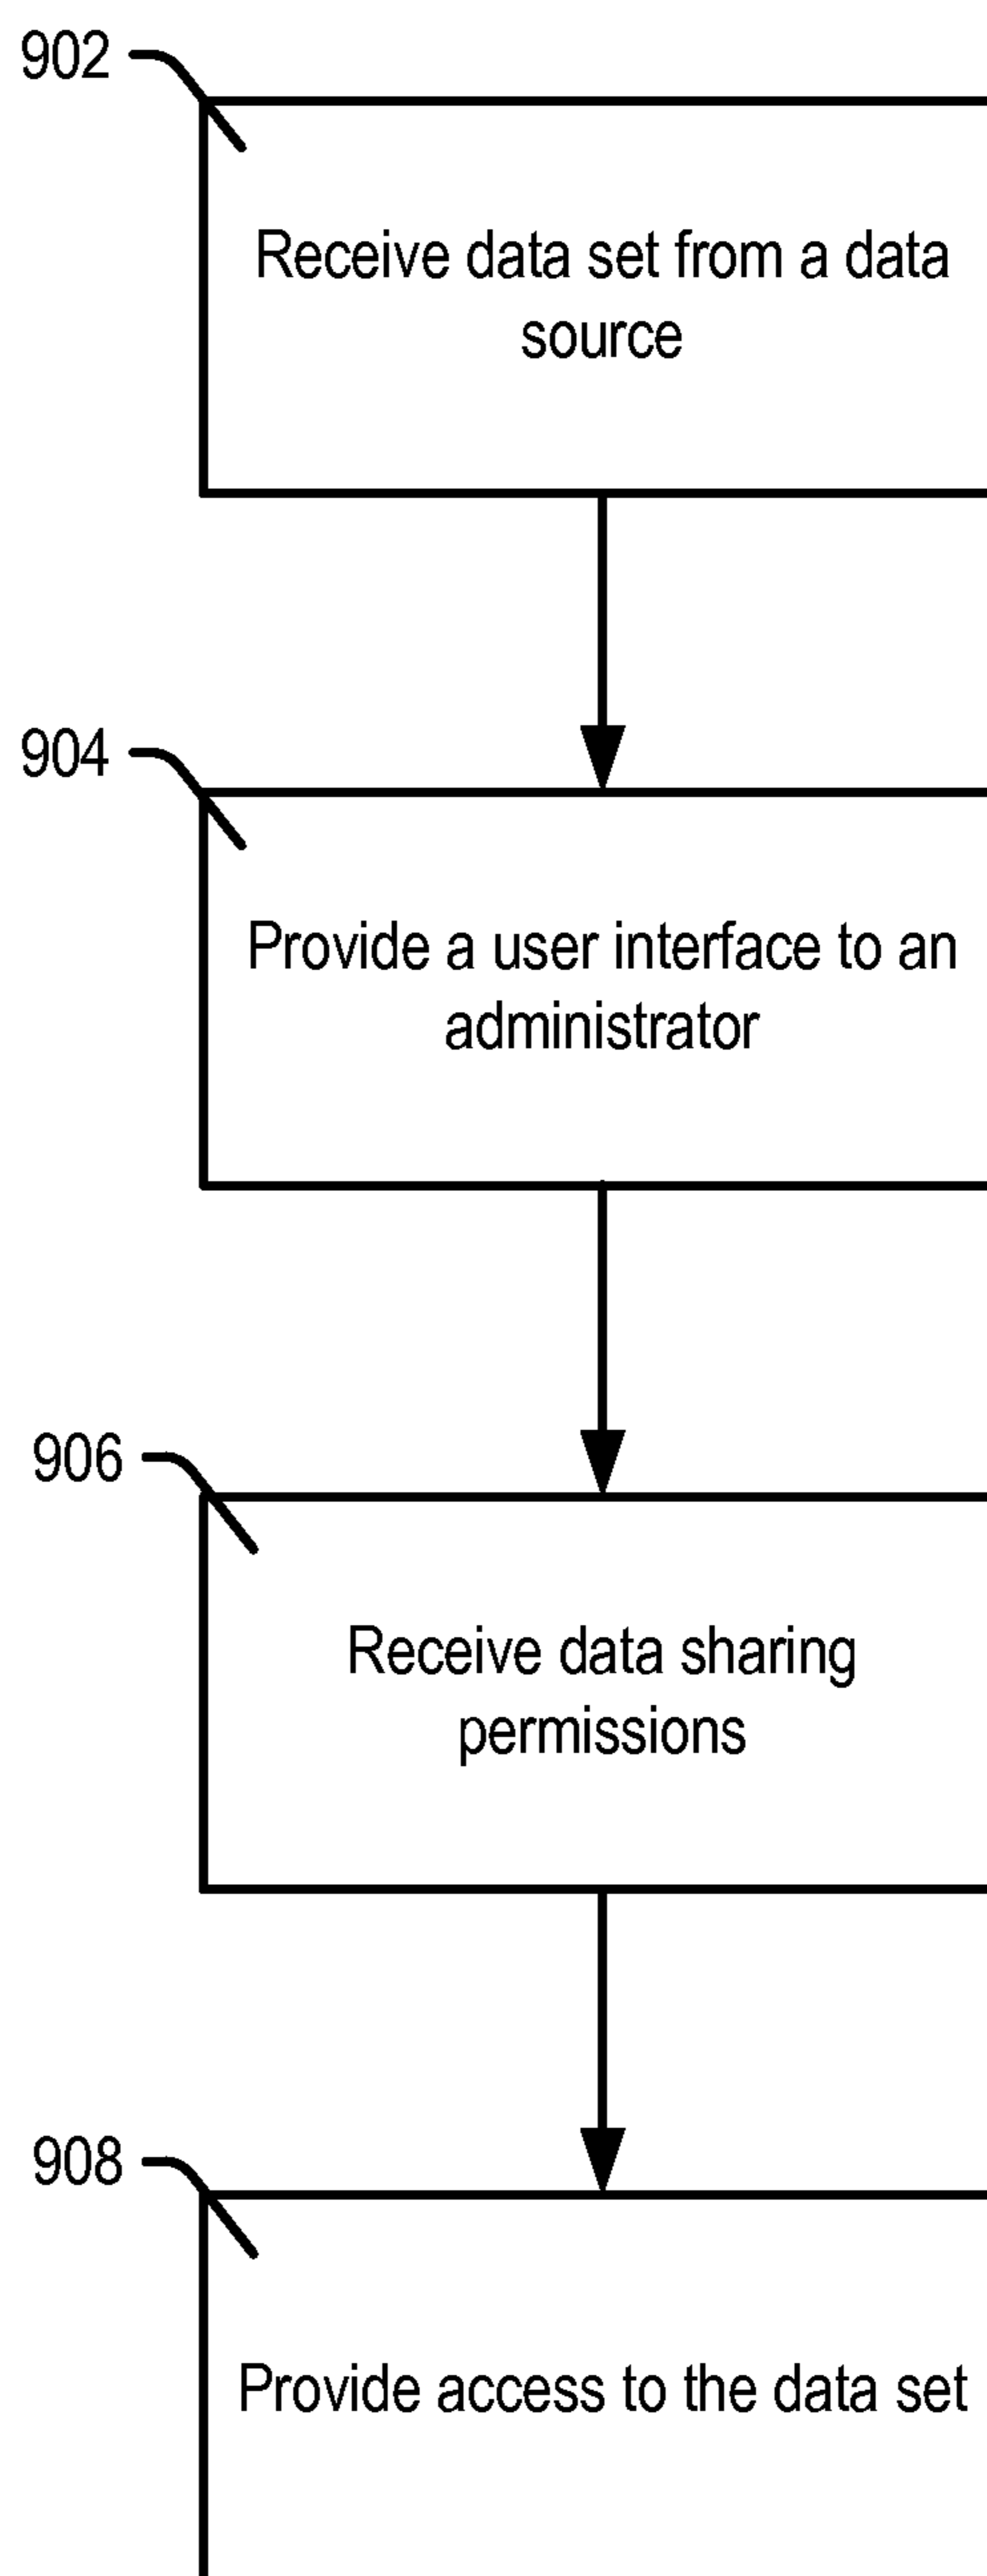 902
Receive data set from a data
source
904
Provide a user interface to an
administrator
906
Receive data sharing
permissions
908
Provide access to the data set